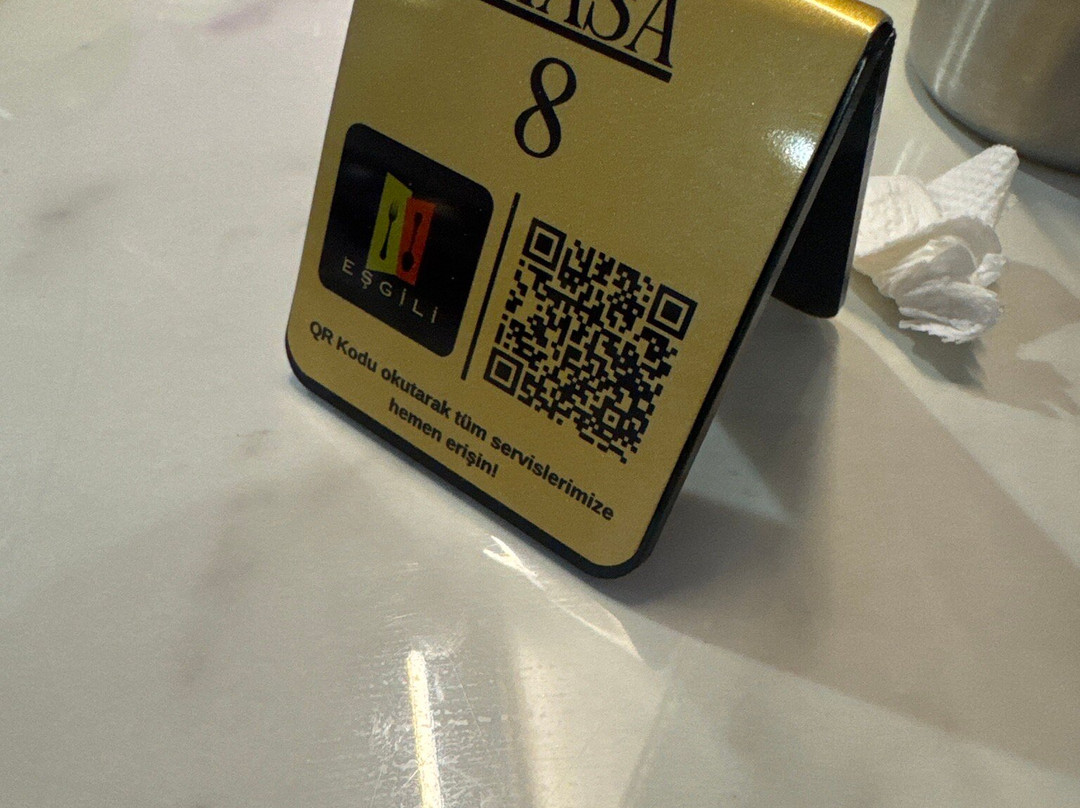 MASA
8
EŞGİLİ
QR Kodu okutarak tüm servislerimize
hemen erişin!